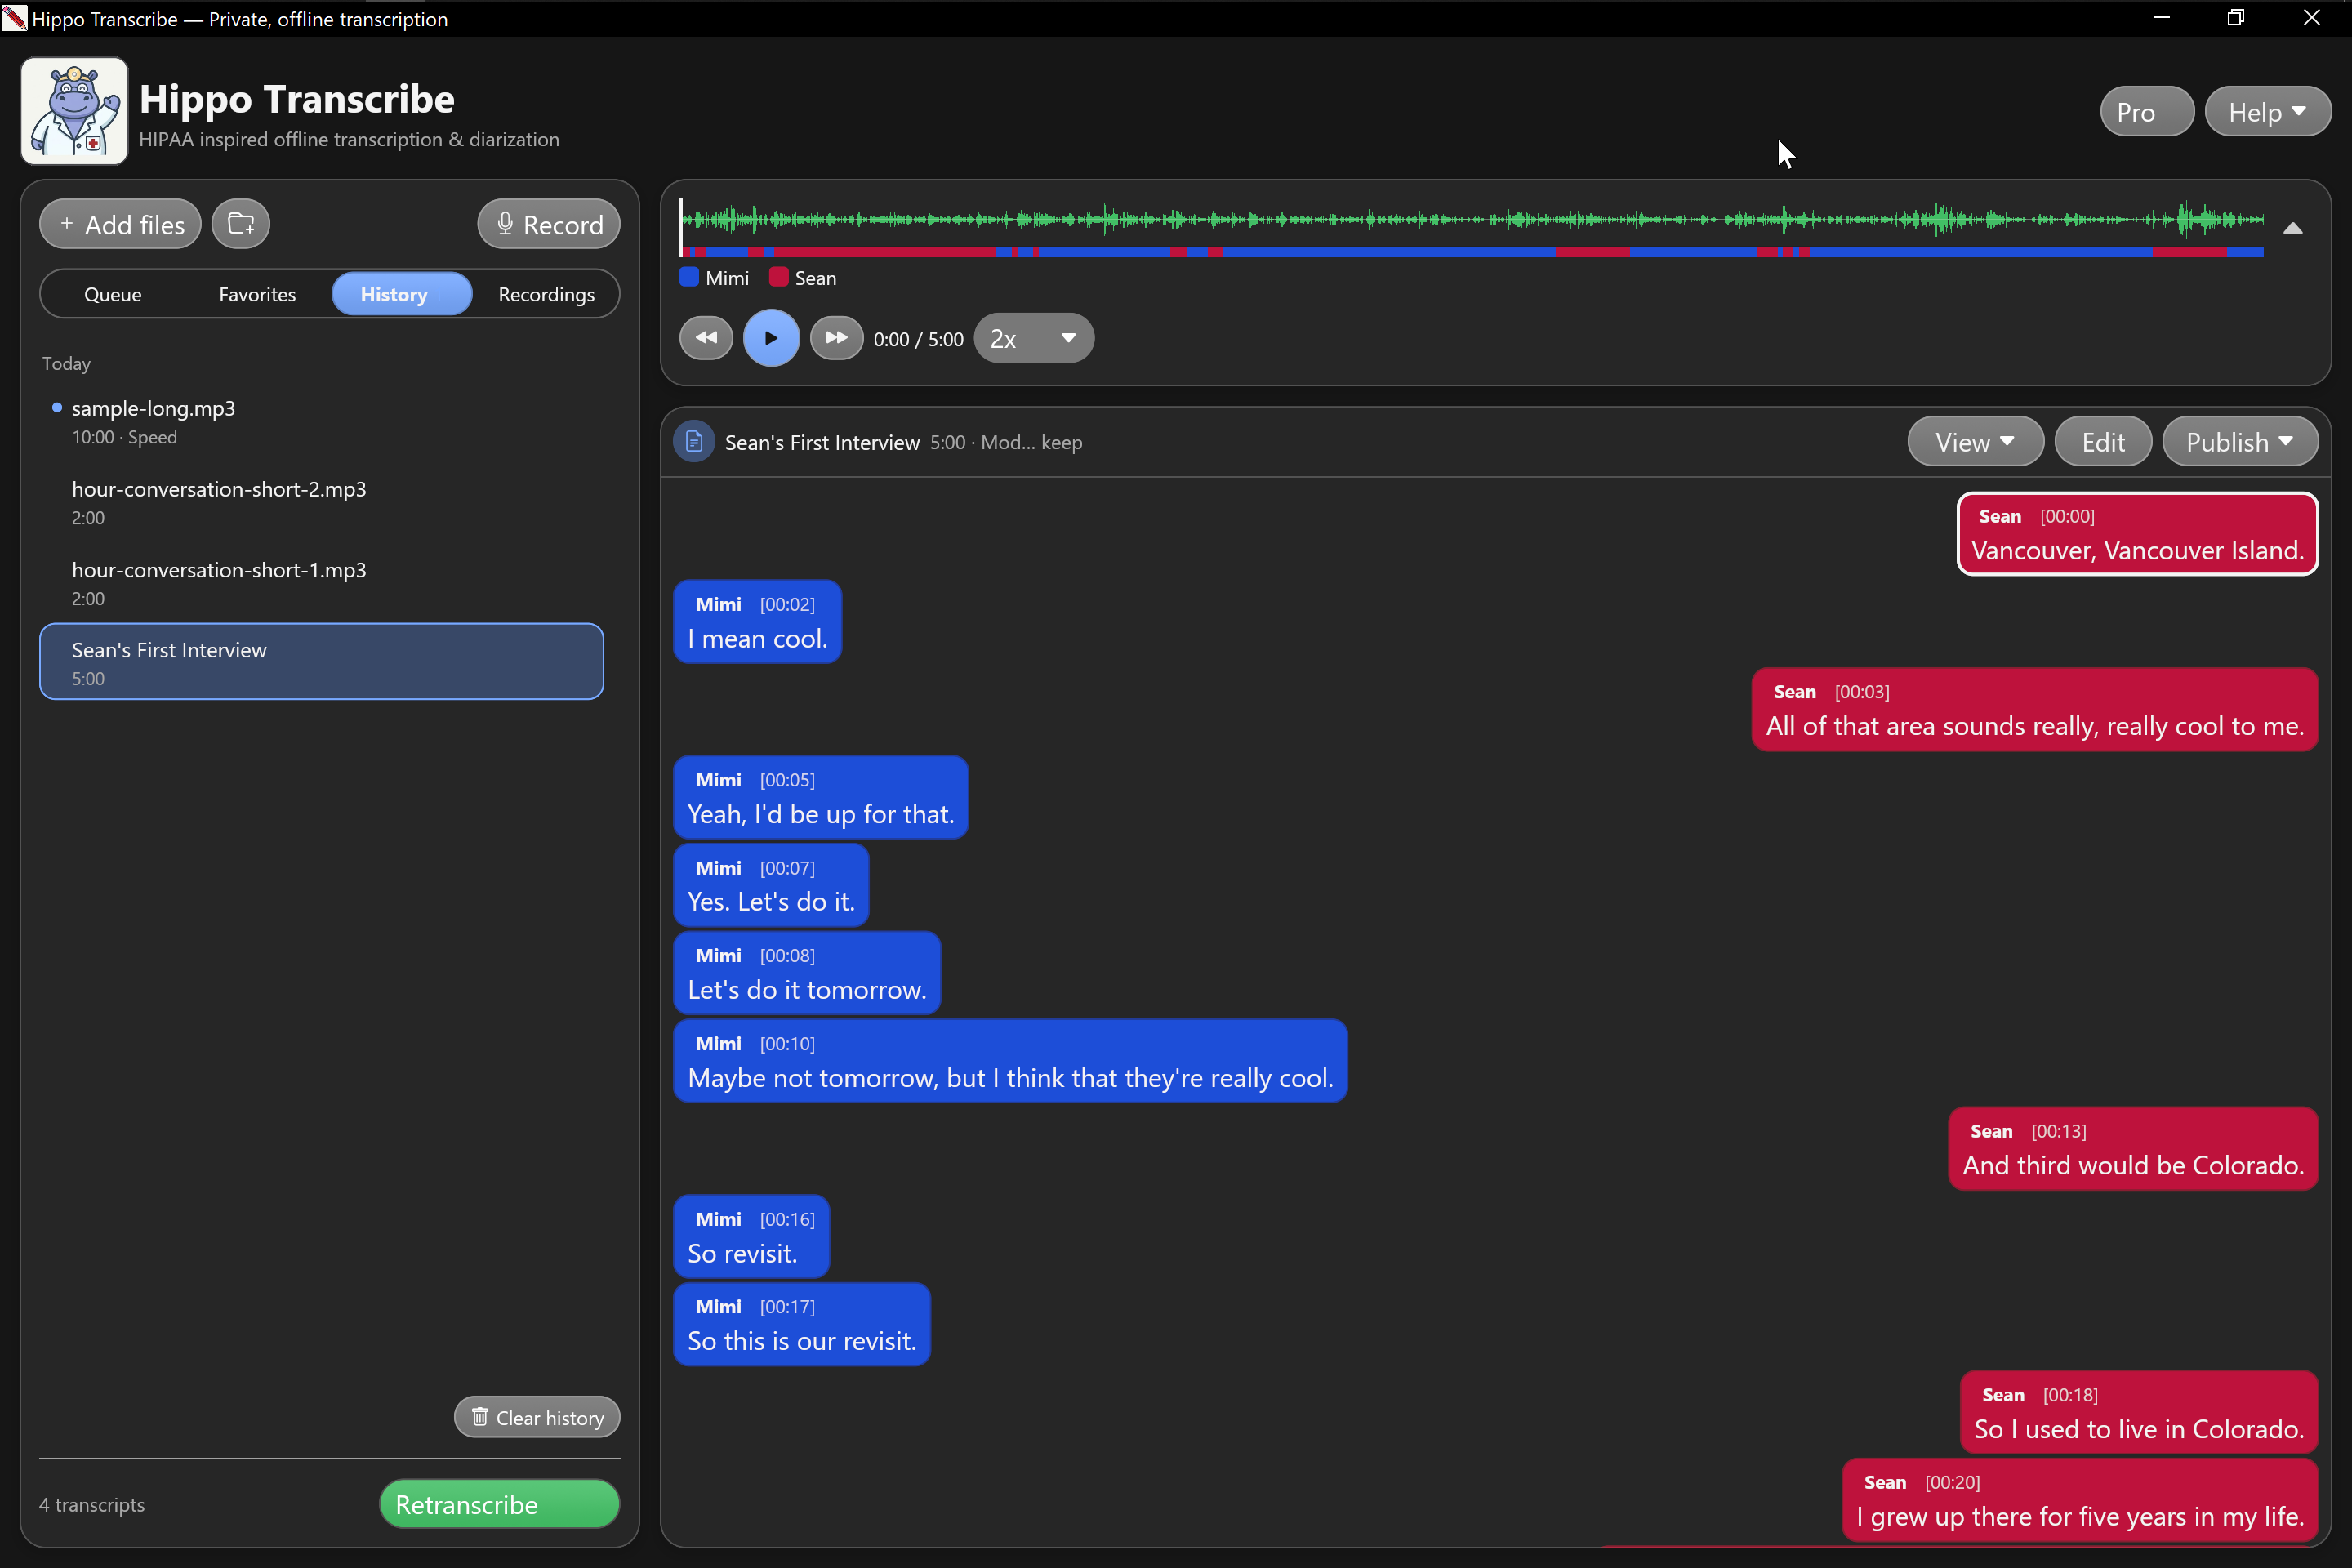 Hippo Transcribe — Private, offline transcription
Hippo Transcribe
HIPAA inspired offline transcription & diarization
Pro
Help
+ Add files
Record
Queue
Favorites
History
Recordings
Today
sample-long.mp3
10:00 · Speed
hour-conversation-short-2.mp3
2:00
hour-conversation-short-1.mp3
2:00
Sean's First Interview
5:00
Clear history
4 transcripts
Retranscribe
Mimi
Sean
0:00 / 5:00
2x
Sean's First Interview 5:00 · Mod... keep
View
Edit
Publish
Sean [00:00]
Vancouver, Vancouver Island.
Mimi [00:02]
I mean cool.
Sean [00:03]
All of that area sounds really, really cool to me.
Mimi [00:05]
Yeah, I'd be up for that.
Mimi [00:07]
Yes. Let's do it.
Mimi [00:08]
Let's do it tomorrow.
Mimi [00:10]
Maybe not tomorrow, but I think that they're really cool.
Sean [00:13]
And third would be Colorado.
Mimi [00:16]
So revisit.
Mimi [00:17]
So this is our revisit.
Sean [00:18]
So I used to live in Colorado.
Sean [00:20]
I grew up there for five years in my life.